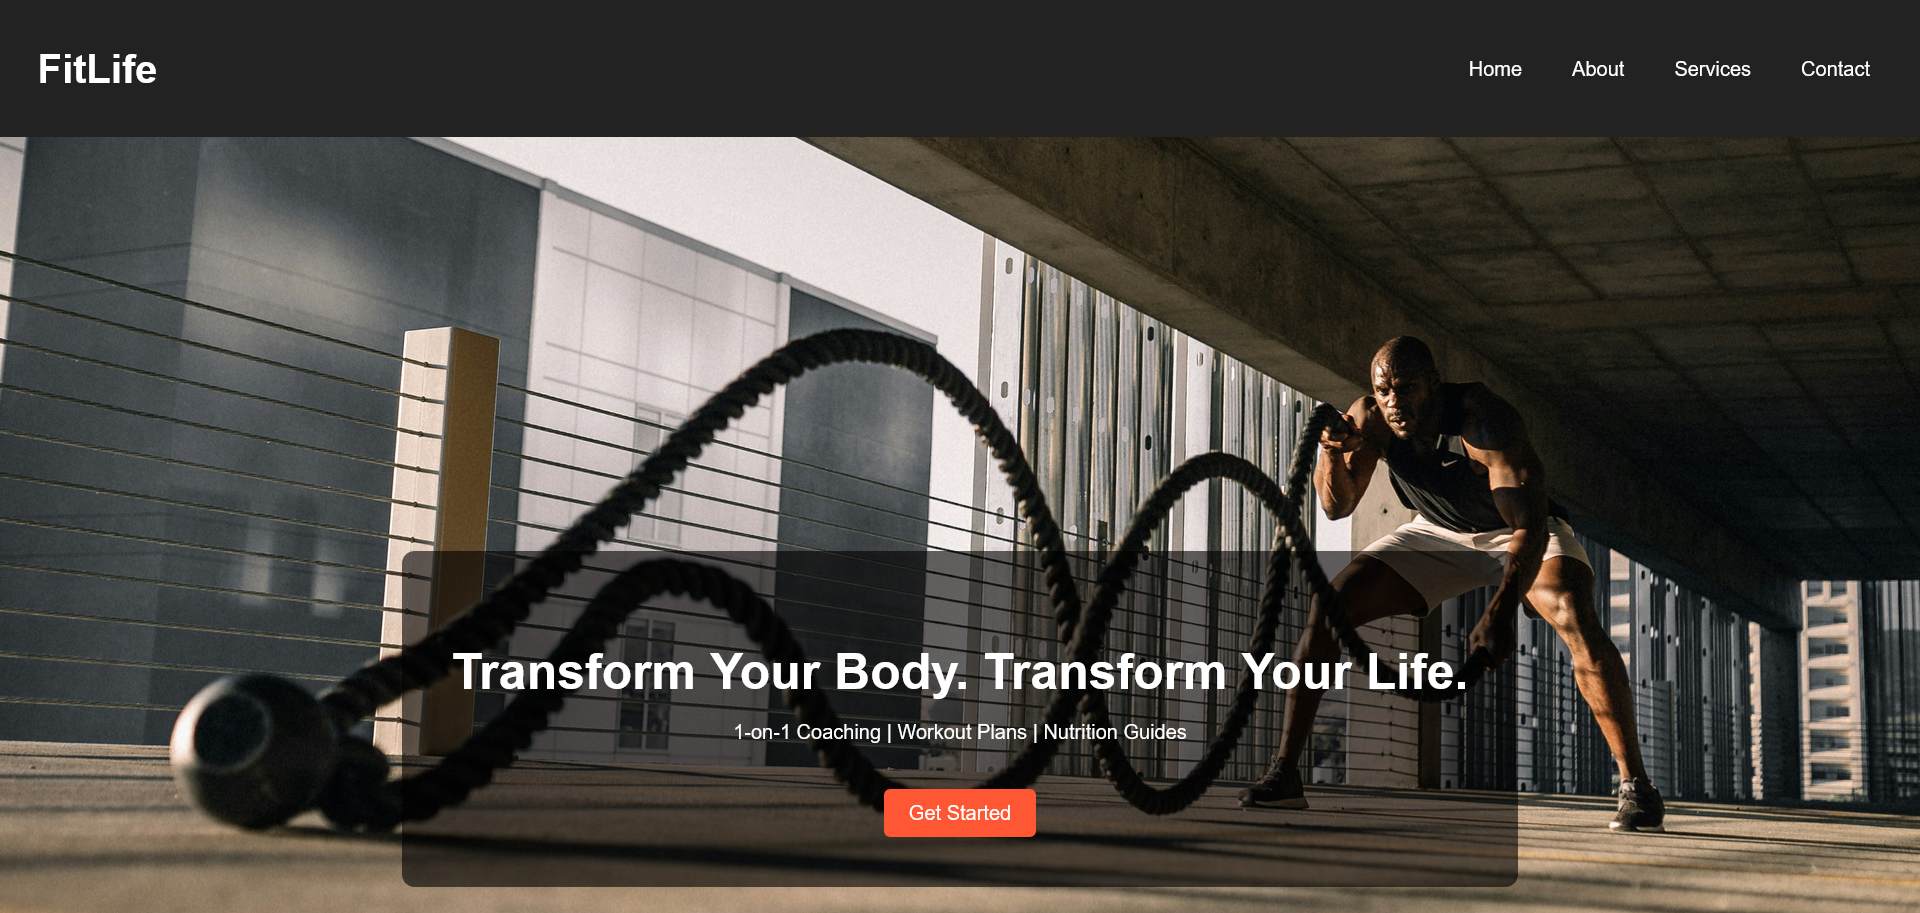 FitLife
Home About Services Contact
Transform Your Body. Transform Your Life.
1-on-1 Coaching | Workout Plans | Nutrition Guides
Get Started